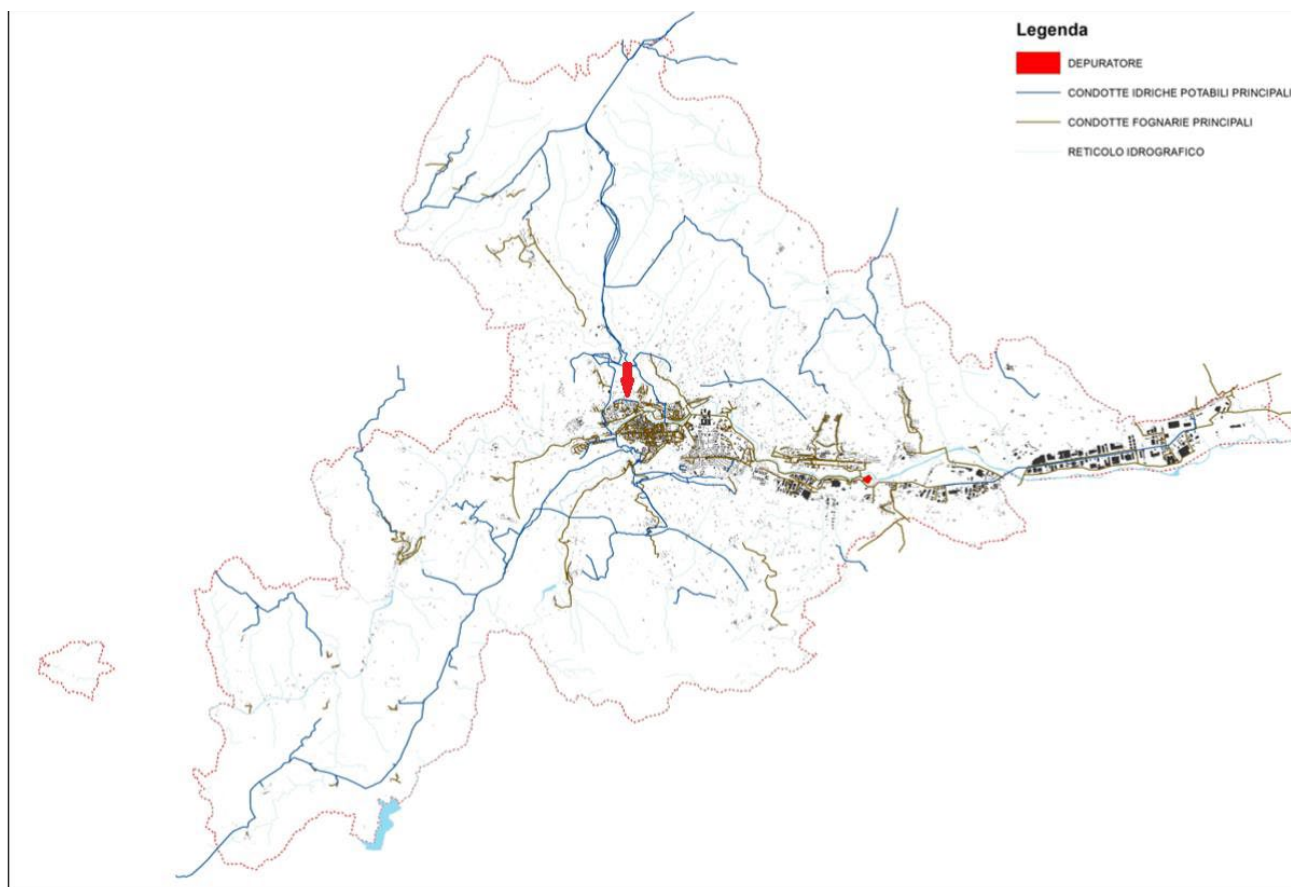 Legenda
DEPURATORE
CONDOTTE IDRICHE POTABILI PRINCIPALI
CONDOTTE FOGNARIE PRINCIPALI
RETICOLO IDROGRAFICO